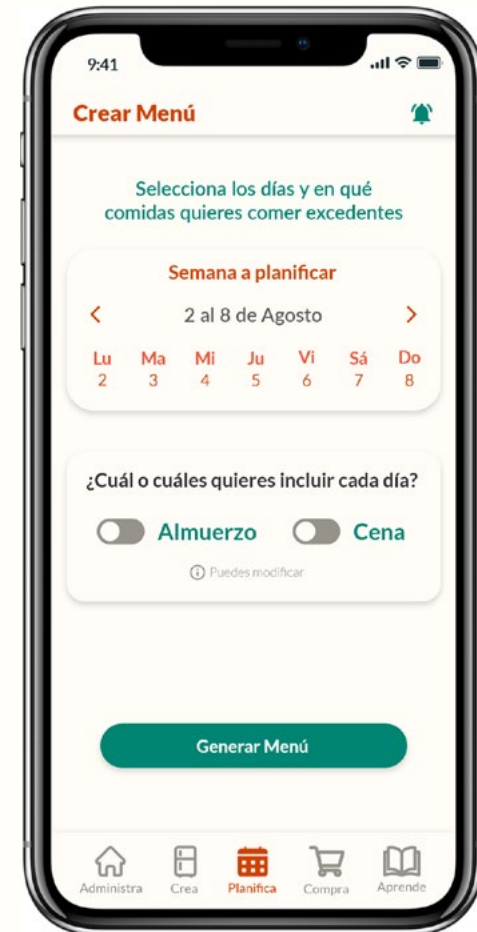 9:41
Crear Menú
Selecciona los días y en qué
comidas quieres comer excedentes
Semana a planificar
2 al 8 de Agosto
Lu Ma Mi Ju Vi Sá Do
2 3 4 5 6 7 8
¿Cuál o cuáles quieres incluir cada día?
Almuerzo Cena
Puedes modificar
Generar Menú
Administra Crea Planifica Compra Aprende